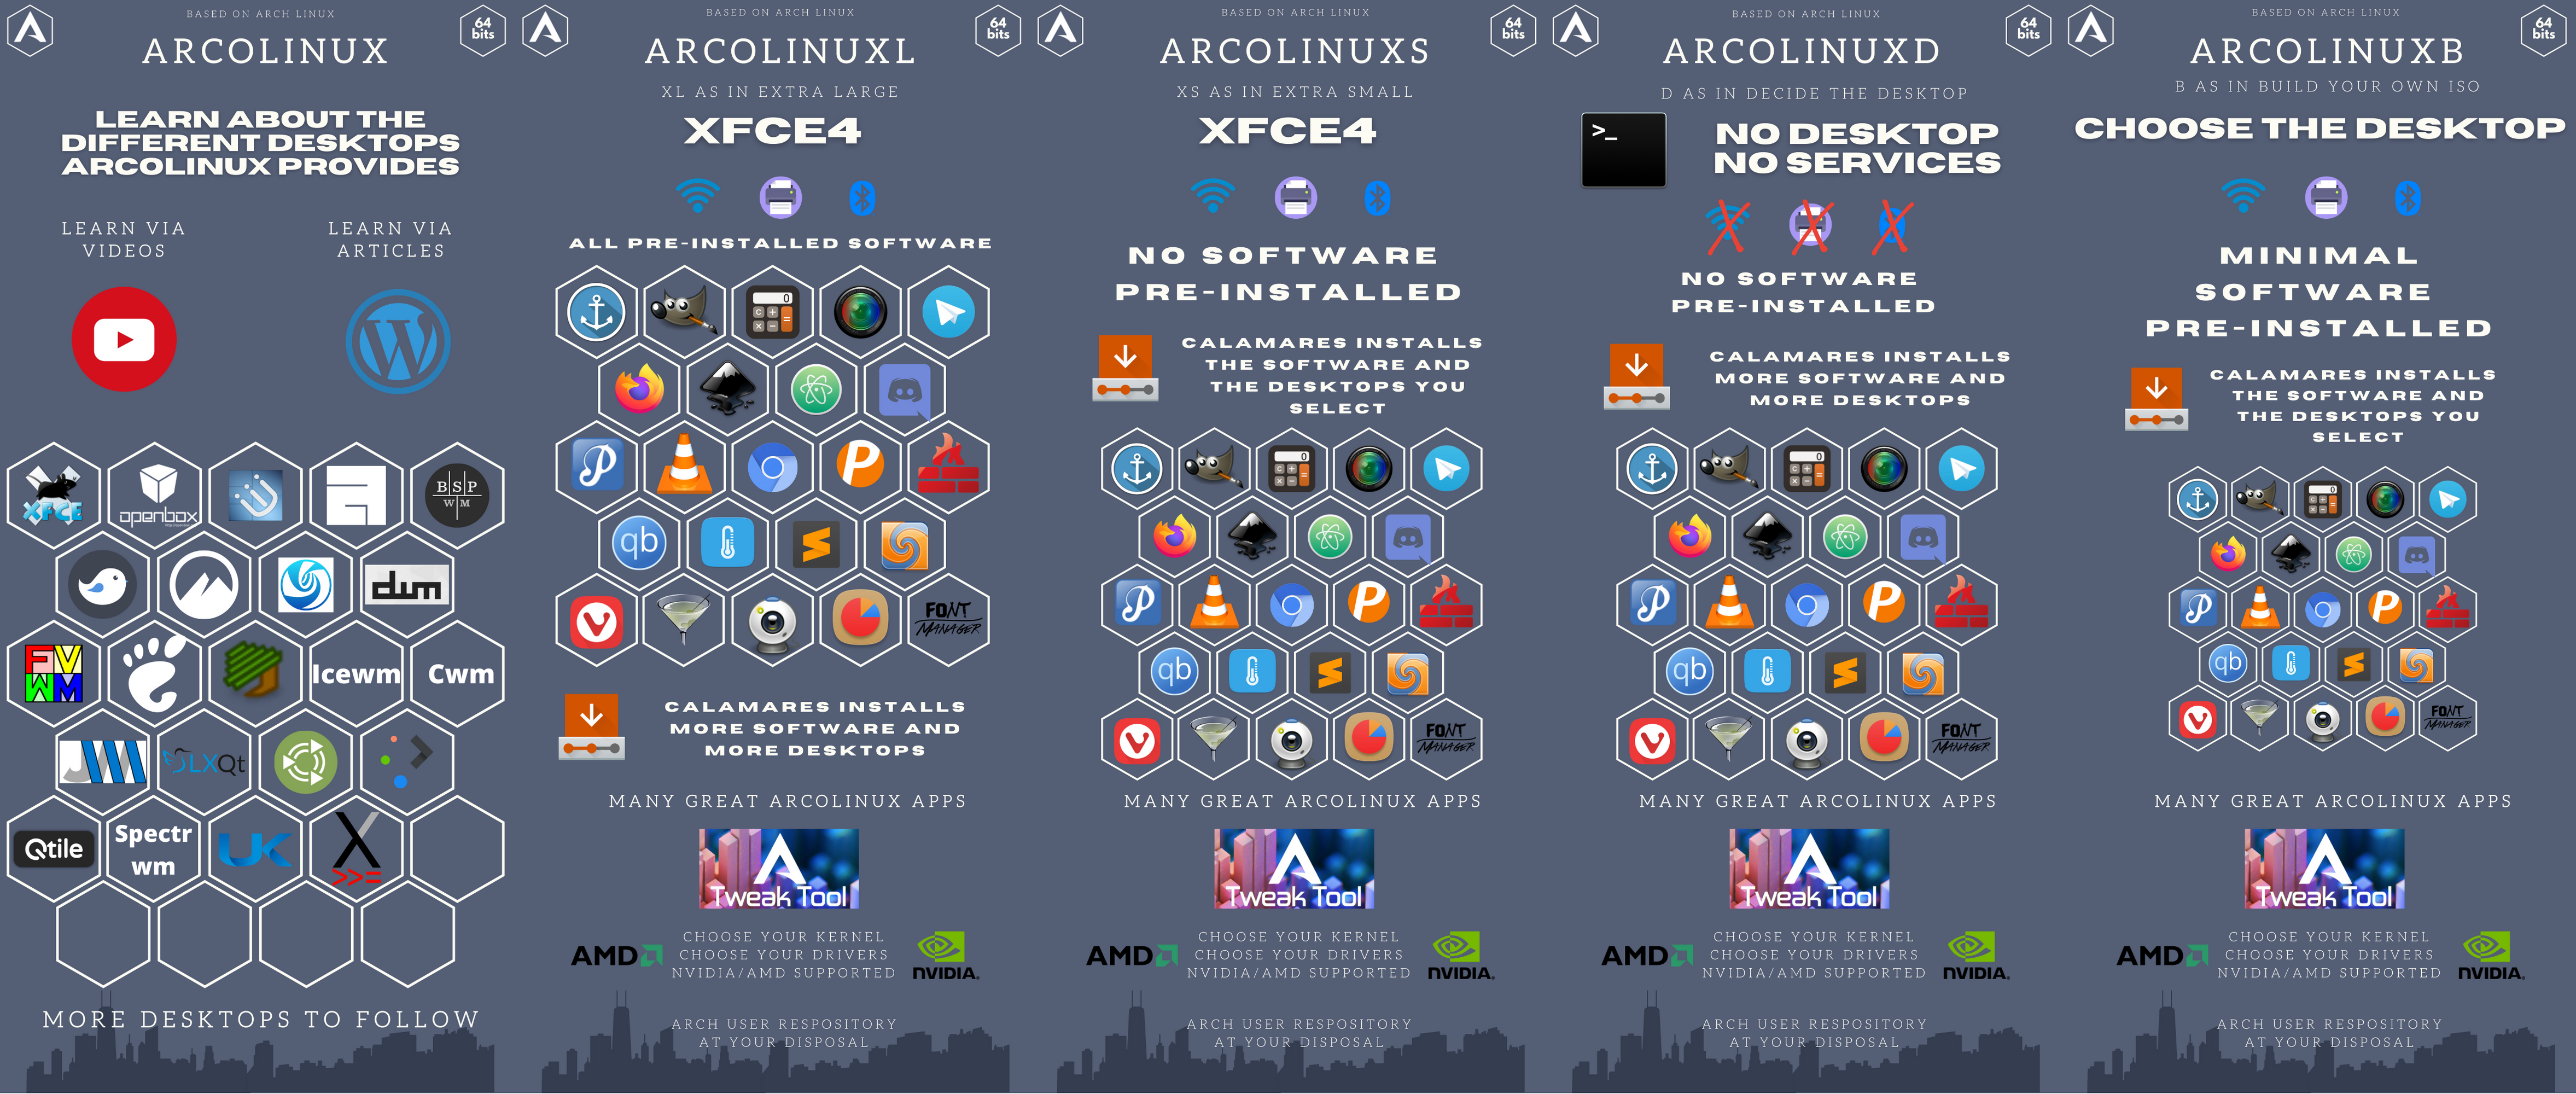 BASED ON ARCH LINUX
64
bits
ARCOLINUX
LEARN ABOUT THE
DIFFERENT DESKTOPS
ARCOLINUX PROVIDES
LEARN VIA
VIDEOS
LEARN VIA
ARTICLES
XFCE
openbox
B|S|P
W|M
dwm
FV
WM
Icewm
Cwm
JWM
LXQt
Qtile
Spectr
wm
UK
X
>>=
MORE DESKTOPS TO FOLLOW
BASED ON ARCH LINUX
64
bits
ARCOLINUXL
XL AS IN EXTRA LARGE
XFCE4
ALL PRE-INSTALLED SOFTWARE
0
P
P
qb
FONT
MANAGER
CALAMARES INSTALLS
MORE SOFTWARE AND
MORE DESKTOPS
MANY GREAT ARCOLINUX APPS
Tweak Tool
AMD
CHOOSE YOUR KERNEL
CHOOSE YOUR DRIVERS
NVIDIA/AMD SUPPORTED
NVIDIA.
ARCH USER RESPOSITORY
AT YOUR DISPOSAL
BASED ON ARCH LINUX
64
bits
ARCOLINUXS
XS AS IN EXTRA SMALL
XFCE4
NO SOFTWARE
PRE-INSTALLED
CALAMARES INSTALLS
THE SOFTWARE AND
THE DESKTOPS YOU
SELECT
0
P
P
qb
FONT
MANAGER
MANY GREAT ARCOLINUX APPS
Tweak Tool
AMD
CHOOSE YOUR KERNEL
CHOOSE YOUR DRIVERS
NVIDIA/AMD SUPPORTED
NVIDIA.
ARCH USER RESPOSITORY
AT YOUR DISPOSAL
BASED ON ARCH LINUX
64
bits
ARCOLINUXD
D AS IN DECIDE THE DESKTOP
>_
NO DESKTOP
NO SERVICES
NO SOFTWARE
PRE-INSTALLED
CALAMARES INSTALLS
MORE SOFTWARE AND
MORE DESKTOPS
0
P
P
qb
FONT
MANAGER
MANY GREAT ARCOLINUX APPS
Tweak Tool
AMD
CHOOSE YOUR KERNEL
CHOOSE YOUR DRIVERS
NVIDIA/AMD SUPPORTED
NVIDIA.
ARCH USER RESPOSITORY
AT YOUR DISPOSAL
BASED ON ARCH LINUX
64
bits
ARCOLINUXB
B AS IN BUILD YOUR OWN ISO
CHOOSE THE DESKTOP
MINIMAL
SOFTWARE
PRE-INSTALLED
CALAMARES INSTALLS
THE SOFTWARE AND
THE DESKTOPS YOU
SELECT
0
P
P
qb
FONT
MANAGER
MANY GREAT ARCOLINUX APPS
Tweak Tool
AMD
CHOOSE YOUR KERNEL
CHOOSE YOUR DRIVERS
NVIDIA/AMD SUPPORTED
NVIDIA.
ARCH USER RESPOSITORY
AT YOUR DISPOSAL